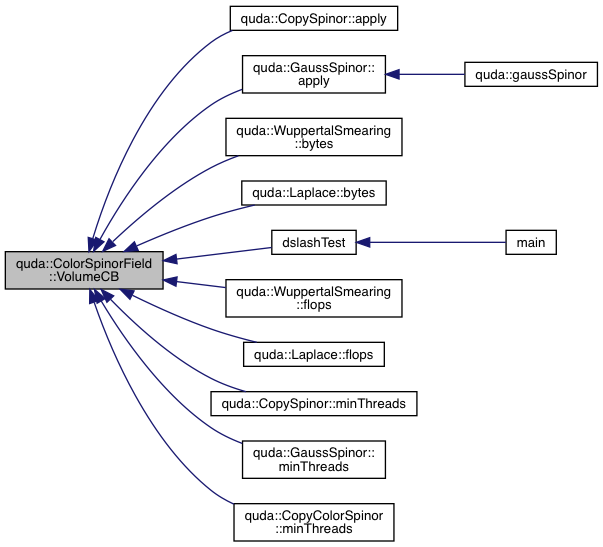 quda::CopySpinor::apply
quda::GaussSpinor::
apply
quda::gaussSpinor
quda::WuppertalSmearing
::bytes
quda::Laplace::bytes
dslashTest
main
quda::ColorSpinorField
::VolumeCB
quda::WuppertalSmearing
::flops
quda::Laplace::flops
quda::CopySpinor::minThreads
quda::GaussSpinor::
minThreads
quda::CopyColorSpinor
::minThreads